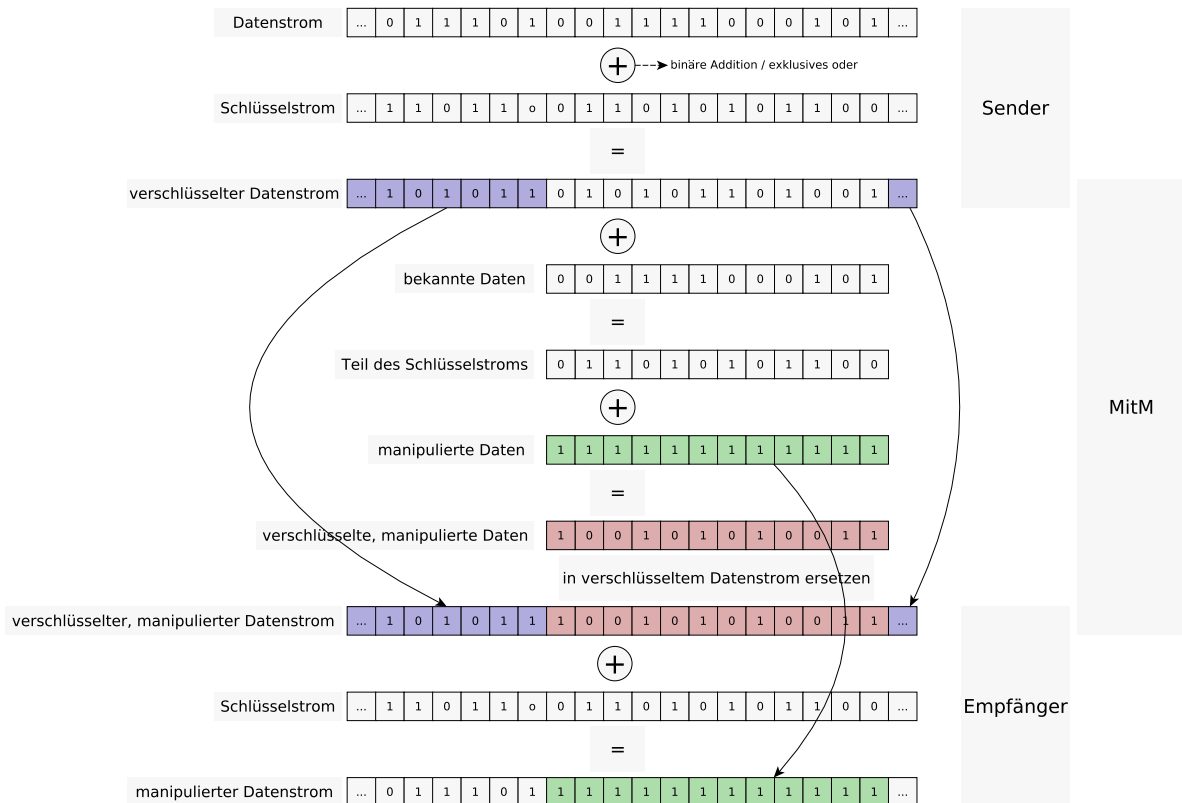 Datenstrom ... 0 1 1 1 0 1 0 0 1 1 1 1 0 0 0 1 0 1 ...
binäre Addition / exklusives oder
Schlüsselstrom ... 1 1 0 1 1 o 0 1 1 0 1 0 1 0 1 1 0 0 ...
Sender
=
verschlüsselter Datenstrom ... 1 0 1 0 1 1 0 1 0 1 0 1 1 0 1 0 0 1 ...
+
bekannte Daten 0 0 1 1 1 1 0 0 0 1 0 1
=
Teil des Schlüsselstroms 0 1 1 0 1 0 1 0 1 1 0 0
+
MitM
manipulierte Daten 1 1 1 1 1 1 1 1 1 1 1 1
=
verschlüsselte, manipulierte Daten 1 0 0 1 0 1 0 1 0 0 1 1
in verschlüsseltem Datenstrom ersetzen
verschlüsselter, manipulierter Datenstrom ... 1 0 1 0 1 1 1 0 0 1 0 1 0 1 0 0 1 1 ...
+
Schlüsselstrom ... 1 1 0 1 1 o 0 1 1 0 1 0 1 0 1 1 0 0 ...
Empfänger
=
manipulierter Datenstrom ... 0 1 1 1 0 1 1 1 1 1 1 1 1 1 1 1 1 1 ...